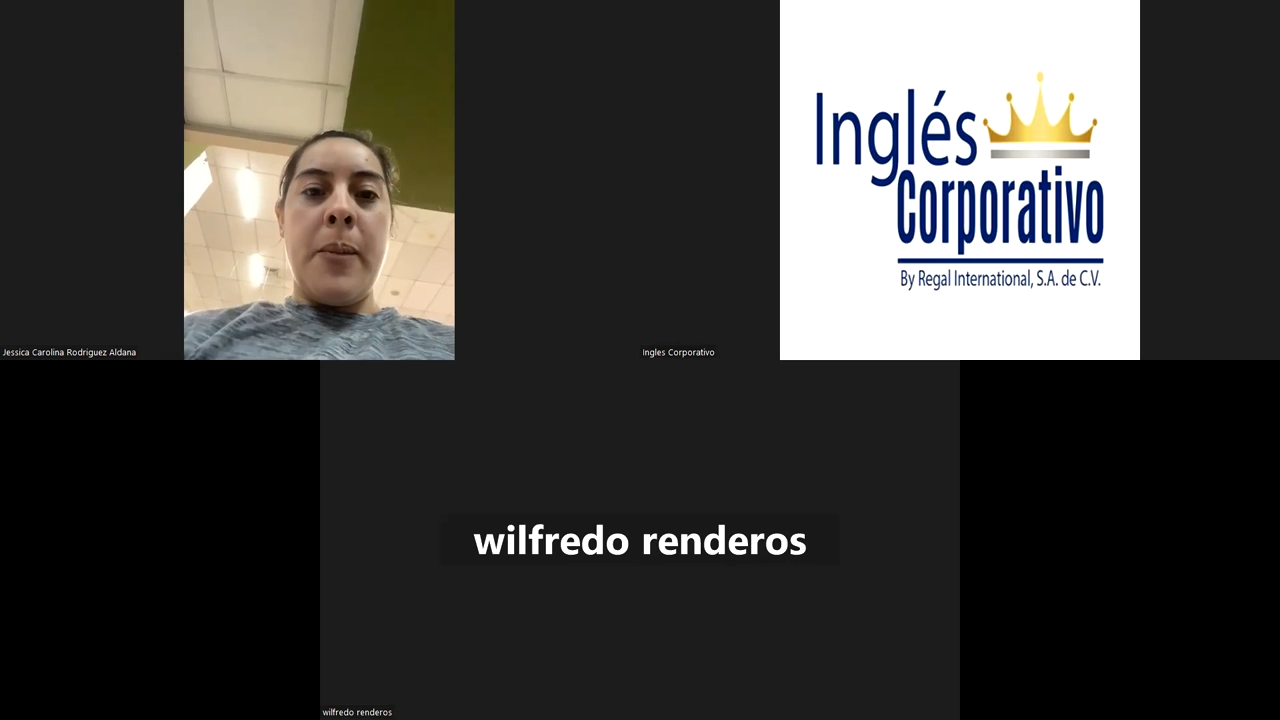 Inglés
Corporativo
By Regal International, S.A. de C.V.
Jessica Carolina Rodriguez Aldana
Ingles Corporativo
wilfredo renderos
wilfredo renderos